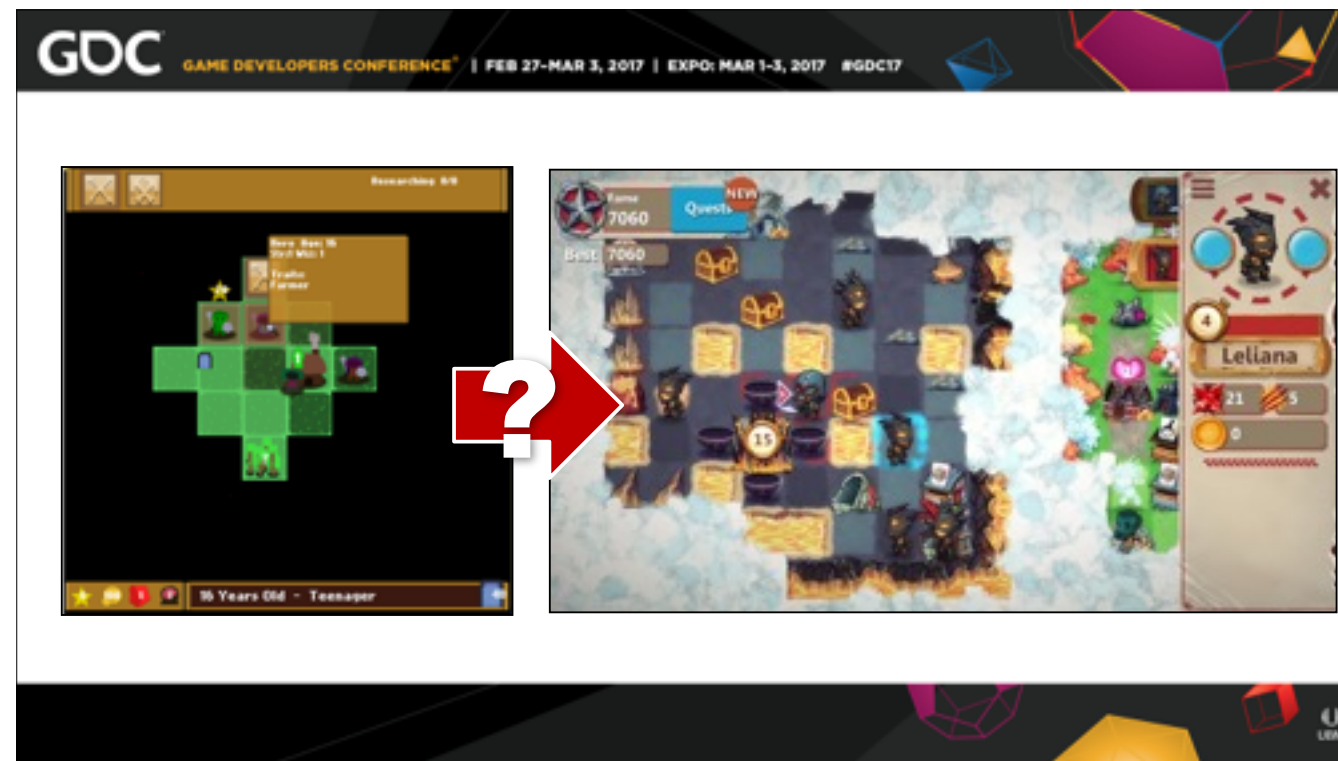 GDC GAME DEVELOPERS CONFERENCE® | FEB 27-MAR 3, 2017 | EXPO: MAR 1-3, 2017 #GDC17
Researching 0/0
Traits
Farmer
16 Years Old - Teenager
?
Fame
7060
Quests
NEW
Best 7060
15
4
Leliana
21 5
0